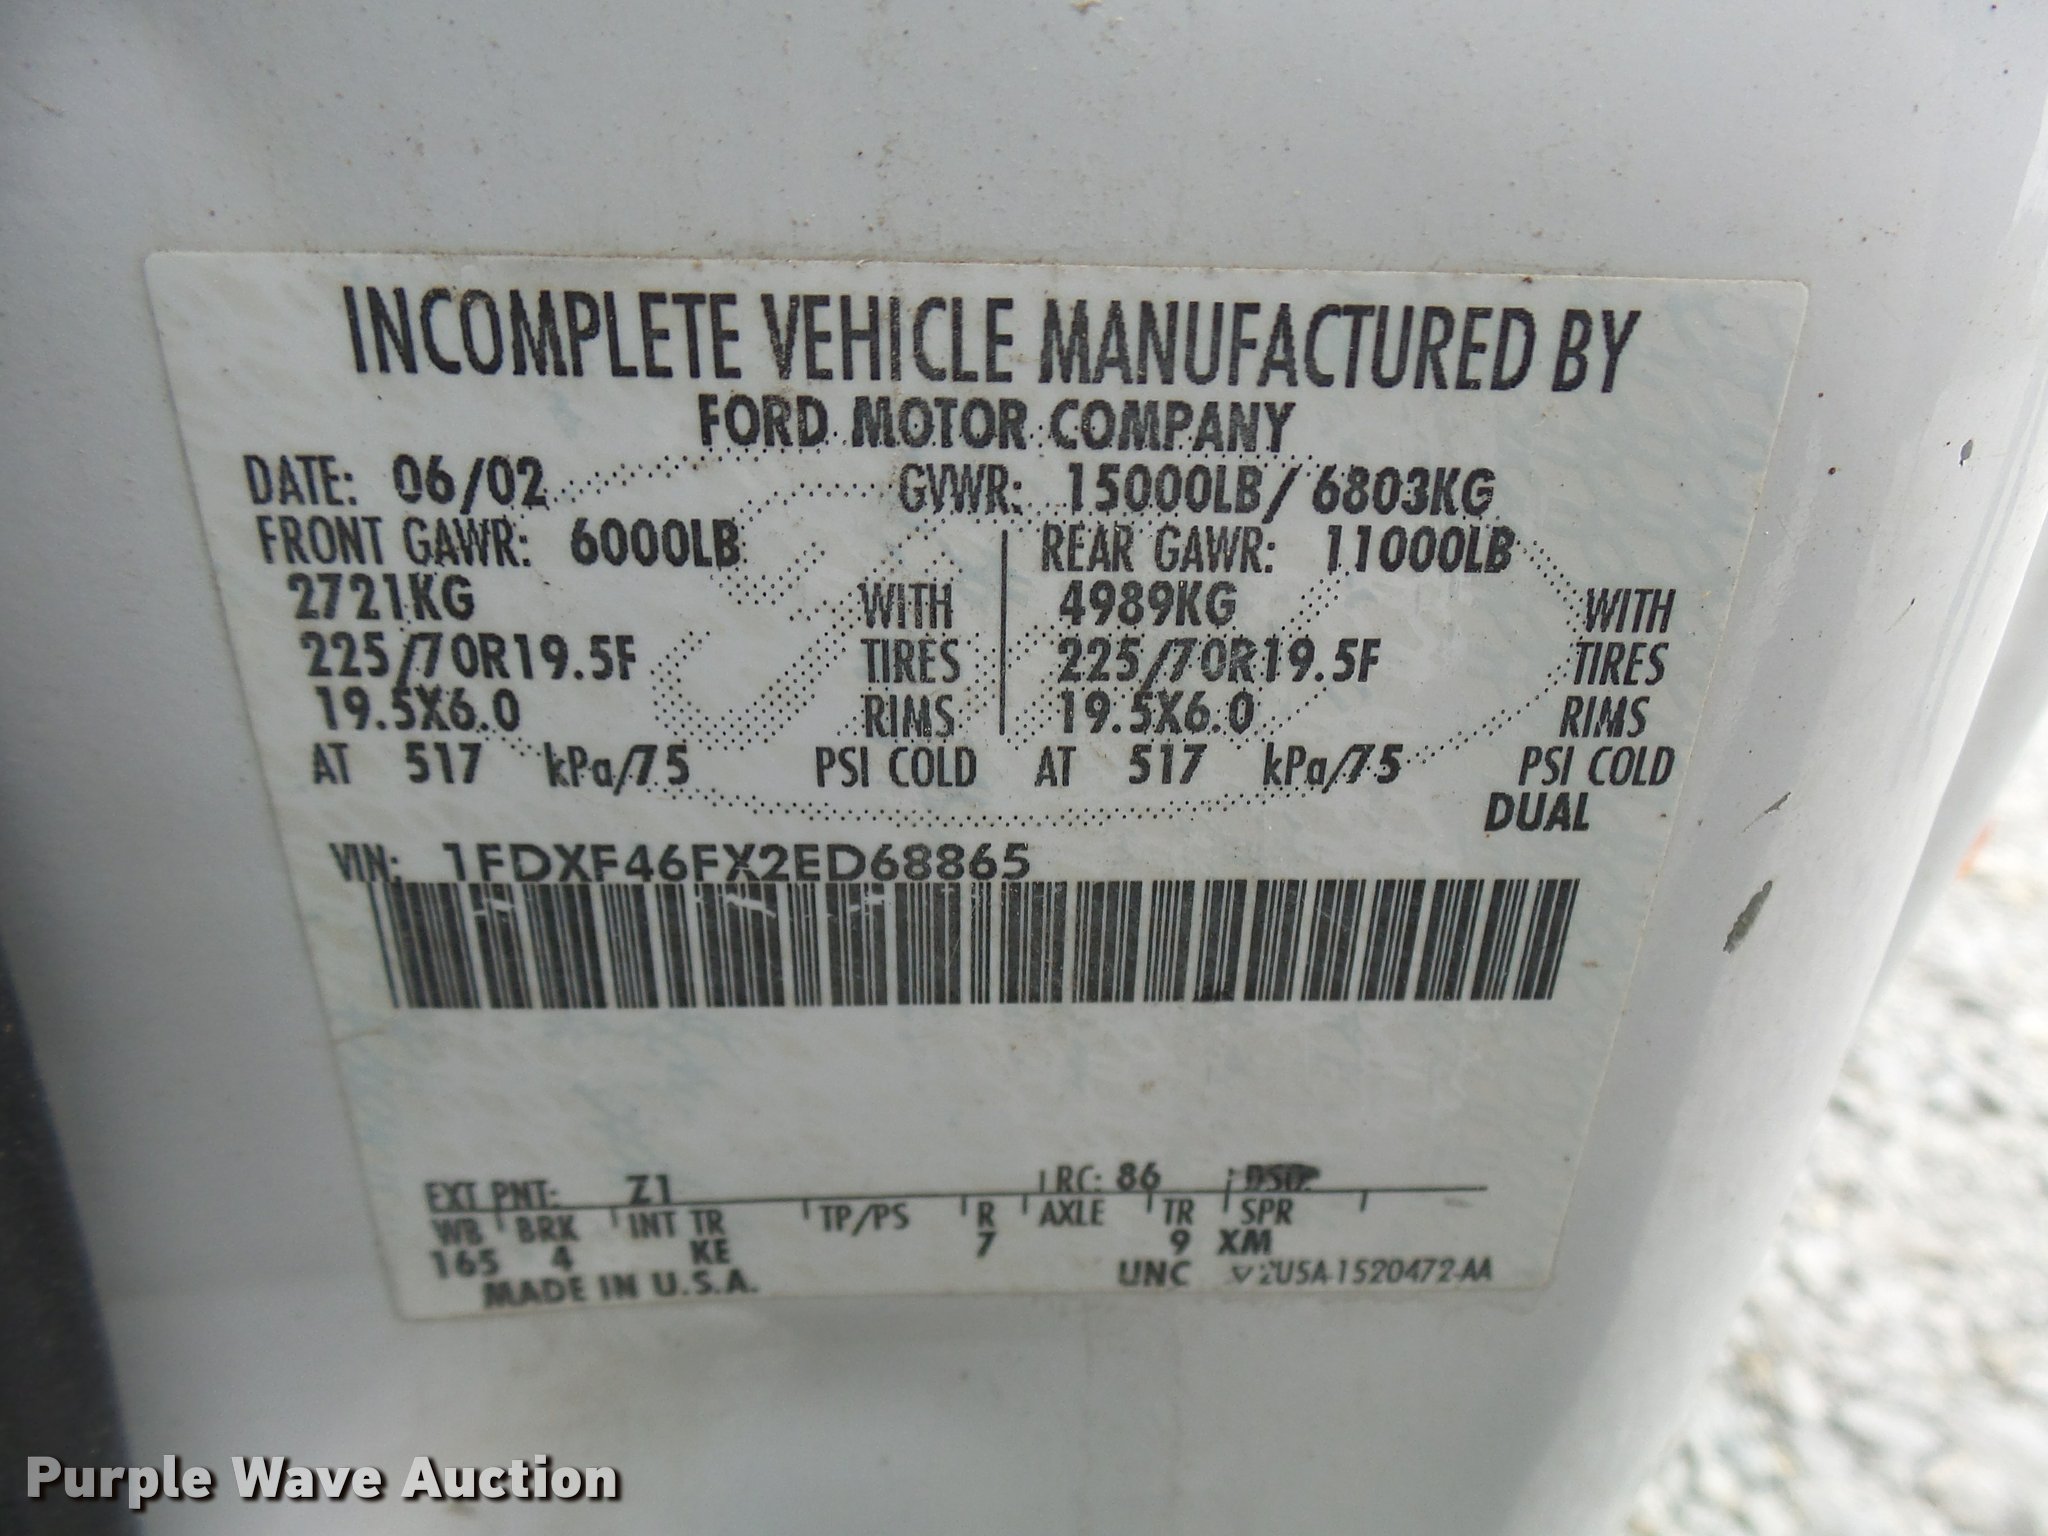 INCOMPLETE VEHICLE MANUFACTURED BY
FORD MOTOR COMPANY
DATE: 06/02 GVWR: 15000LB/ 6803KG
FRONT GAWR: 6000LB REAR GAWR: 11000LB
2721KG WITH 4989KG WITH
225/70R19.5F TIRES 225/70R19.5F TIRES
19.5X6.0 RIMS 19.5X6.0 RIMS
AT 517 kPa/75 PSI COLD AT 517 kPa/75 PSI COLD
DUAL
VIN: 1FDXF46FX2ED68865
EXT PNT: Z1 RC: 86 DSO:
WB BRK INT TR TP/PS R AXLE TR SPR
165 4 KE 7 9 XM
MADE IN U.S.A. UNC
Purple Wave Auction